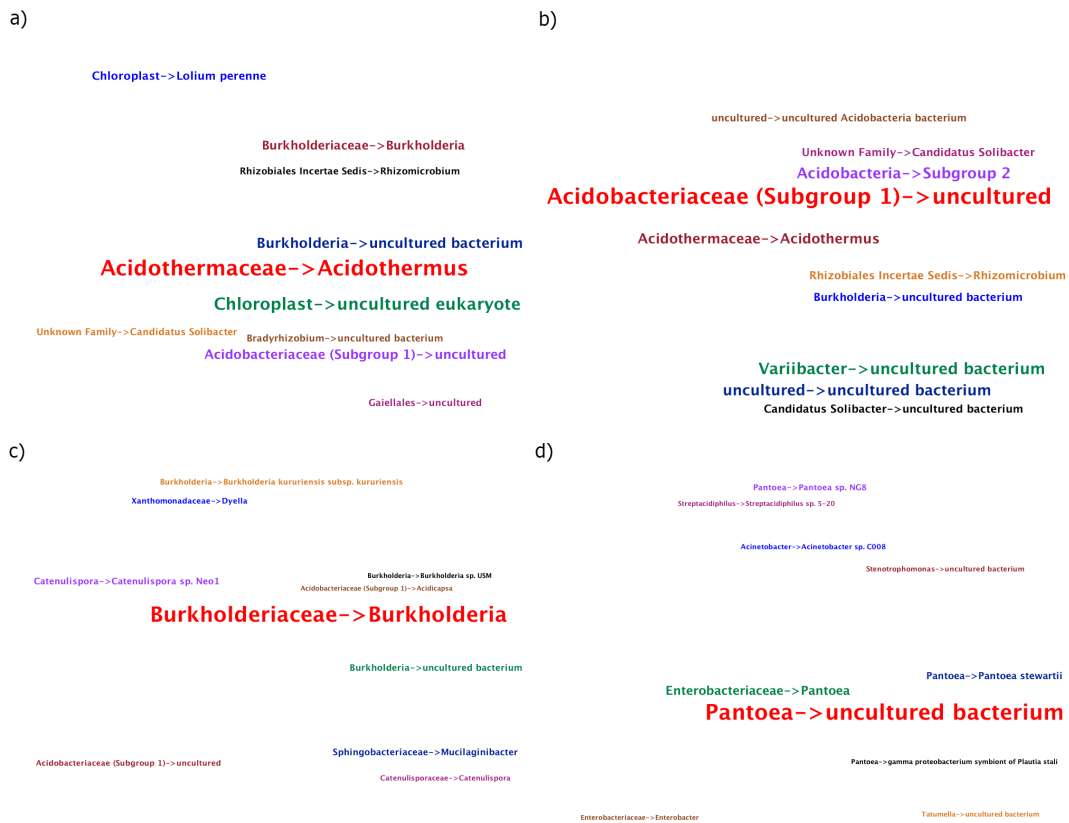 a)
Chloroplast->Lolium perenne
Burkholderiaceae->Burkholderia
Rhizobiales Incertae Sedis->Rhizomicrobium
Burkholderia->uncultured bacterium
Acidothermaceae->Acidothermus
Chloroplast->uncultured eukaryote
Unknown Family->Candidatus Solibacter
Bradyrhizobium->uncultured bacterium
Acidobacteriaceae (Subgroup 1)->uncultured
Gaiellales->uncultured
b)
uncultured->uncultured Acidobacteria bacterium
Unknown Family->Candidatus Solibacter
Acidobacteria->Subgroup 2
Acidobacteriaceae (Subgroup 1)->uncultured
Acidothermaceae->Acidothermus
Rhizobiales Incertae Sedis->Rhizomicrobium
Burkholderia->uncultured bacterium
Variibacter->uncultured bacterium
uncultured->uncultured bacterium
Candidatus Solibacter->uncultured bacterium
c)
Burkholderia->Burkholderia kururiensis subsp. kururiensis
Xanthomonadaceae->Dyella
Burkholderia->Burkholderia sp. USM
Catenulispora->Catenulispora sp. Neo1
Acidobacteriaceae (Subgroup 1)->Acidicapsa
Burkholderiaceae->Burkholderia
Burkholderia->uncultured bacterium
Sphingobacteriaceae->Mucilaginibacter
Acidobacteriaceae (Subgroup 1)->uncultured
Catenulisporaceae->Catenulispora
d)
Pantoea->Pantoea sp. NG8
Streptacidiphilus->Streptacidiphilus sp. 5-20
Acinetobacter->Acinetobacter sp. C008
Stenotrophomonas->uncultured bacterium
Pantoea->Pantoea stewartii
Enterobacteriaceae->Pantoea
Pantoea->uncultured bacterium
Pantoea->gamma proteobacterium symbiont of Plautia stali
Tatumella->uncultured bacterium
Enterobacteriaceae->Enterobacter